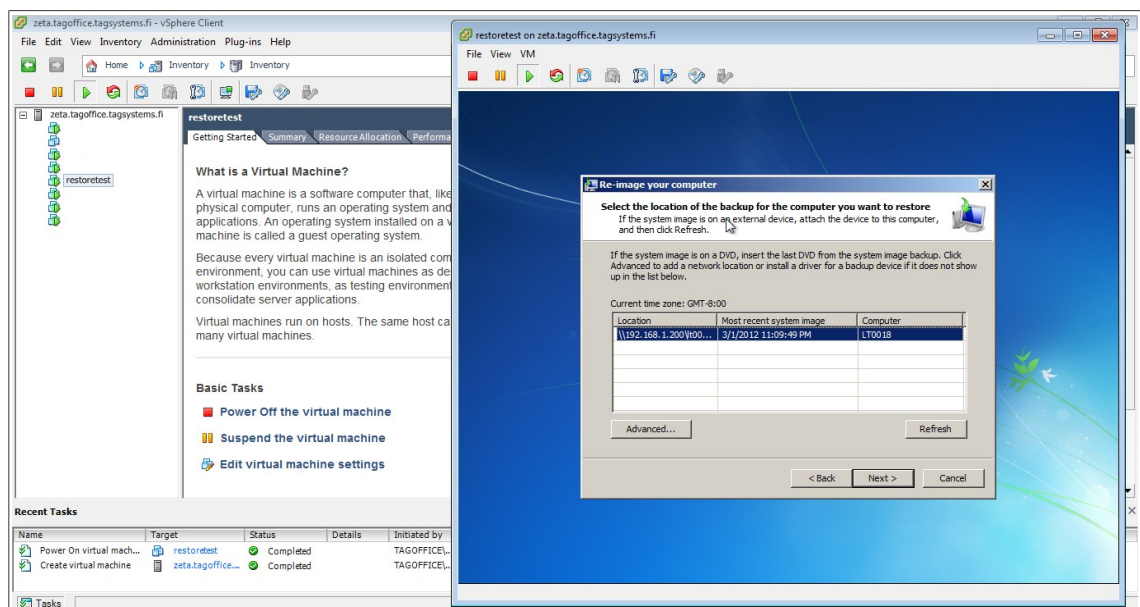 zeta.tagoffice.tagsystems.fi - vSphere Client
File Edit View Inventory Administration Plug-ins Help
Home Inventory Inventory
zeta.tagoffice.tagsystems.fi
restoretest
restoretest
Getting Started Summary Resource Allocation Performa
What is a Virtual Machine?
A virtual machine is a software computer that, like
physical computer, runs an operating system and
applications. An operating system installed on a v
machine is called a guest operating system.
Because every virtual machine is an isolated com
environment, you can use virtual machines as de
workstation environments, as testing environment
consolidate server applications.
Virtual machines run on hosts. The same host ca
many virtual machines.
Basic Tasks
Power Off the virtual machine
Suspend the virtual machine
Edit virtual machine settings
Recent Tasks
Name Target Status Details Initiated by
Power On virtual mach... restoretest Completed TAGOFFICE\...
Create virtual machine zeta.tagoffice... Completed TAGOFFICE\...
Tasks
restoretest on zeta.tagoffice.tagsystems.fi
File View VM
Re-image your computer
Select the location of the backup for the computer you want to restore
If the system image is on an external device, attach the device to this computer,
and then click Refresh.
If the system image is on a DVD, insert the last DVD from the system image backup. Click
Advanced to add a network location or install a driver for a backup device if it does not show
up in the list below.
Current time zone: GMT-8:00
Location Most recent system image Computer
\\192.168.1.200\lt00... 3/1/2012 11:09:49 PM LT0018
Advanced... Refresh
< Back Next > Cancel